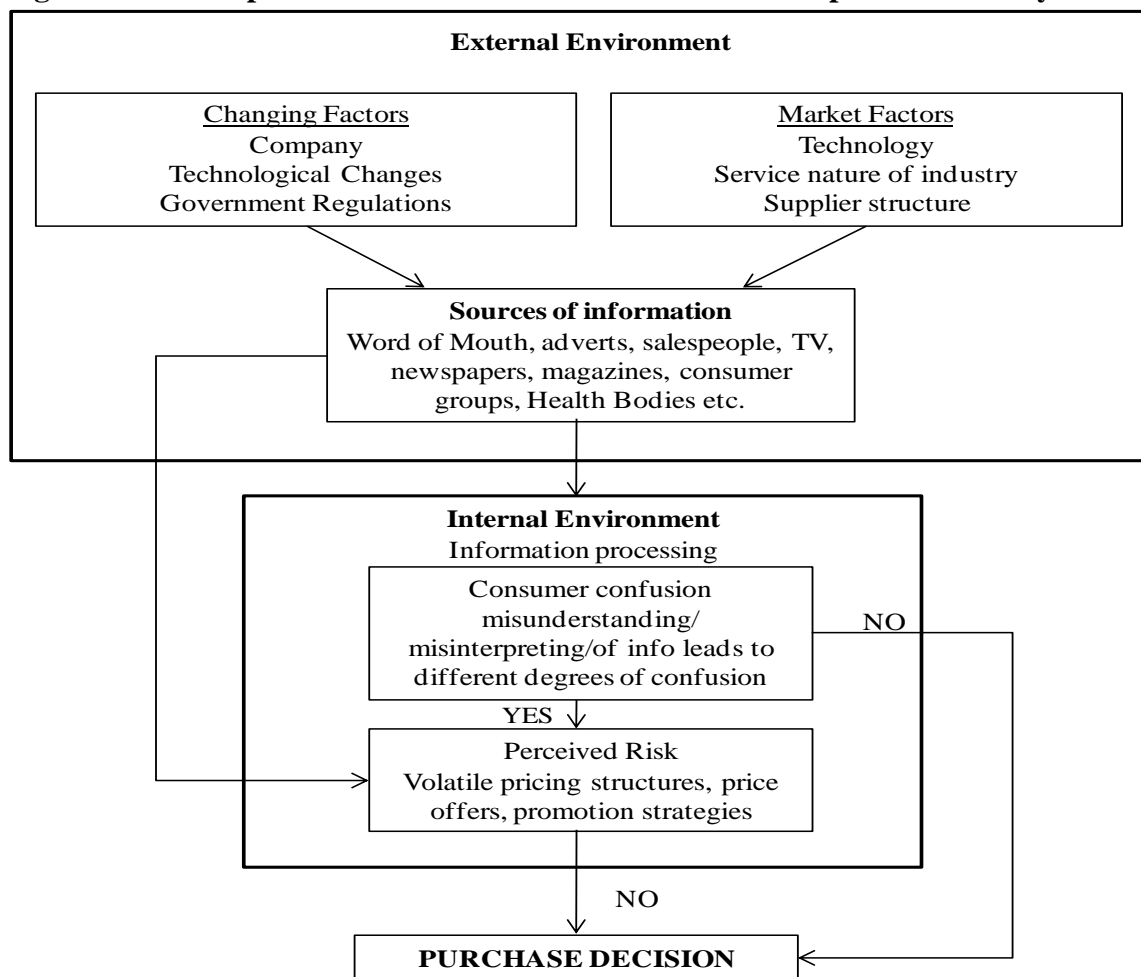 External Environment
Changing Factors
Company
Technological Changes
Government Regulations
Market Factors
Technology
Service nature of industry
Supplier structure
Sources of information
Word of Mouth, adverts, salespeople, TV,
newspapers, magazines, consumer
groups, Health Bodies etc.
Internal Environment
Information processing
Consumer confusion
misunderstanding/
misinterpreting/of info leads to
different degrees of confusion
NO
YES
Perceived Risk
Volatile pricing structures, price
offers, promotion strategies
NO
PURCHASE DECISION